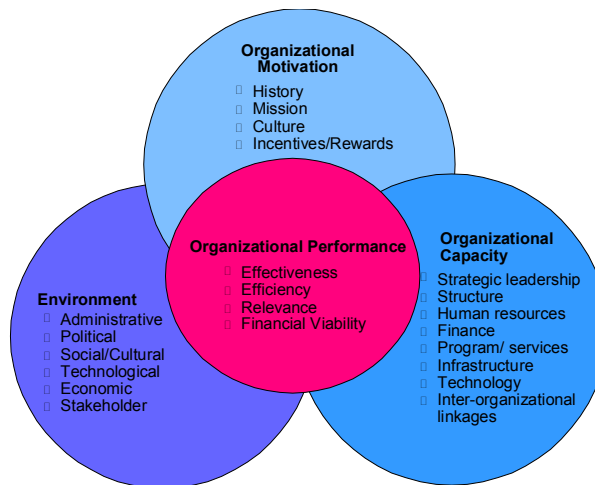 Organizational
Motivation
History
Mission
Culture
Incentives/Rewards
Organizational Performance
Effectiveness
Efficiency
Relevance
Financial Viability
Environment
Administrative
Political
Social/Cultural
Technological
Economic
Stakeholder
Organizational
Capacity
Strategic leadership
Structure
Human resources
Finance
Program/ services
Infrastructure
Technology
Inter-organizational
linkages